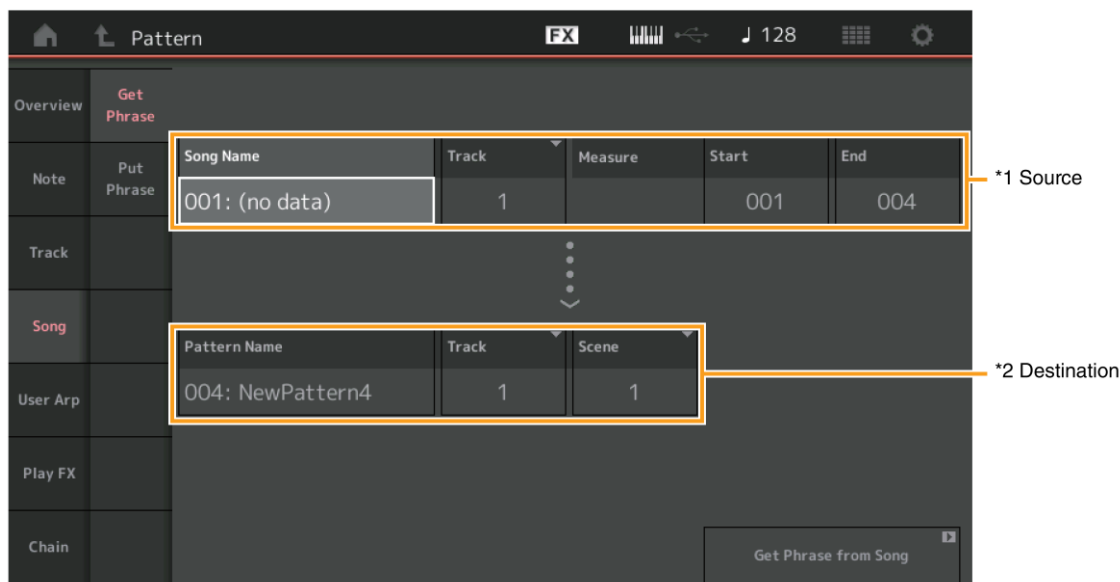 Pattern
FX
♩ 128
Overview
Get
Phrase
Note
Put
Phrase
Track
Song
User Arp
Play FX
Chain
Song Name
Track
Measure
Start
End
001: (no data)
1
001
004
*1 Source
Pattern Name
Track
Scene
004: NewPattern4
1
1
*2 Destination
Get Phrase from Song